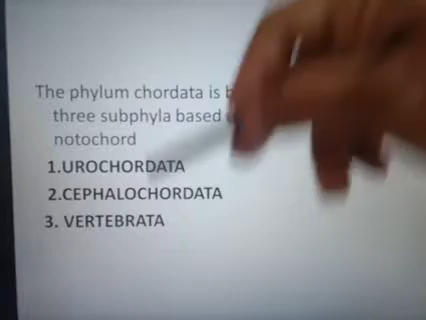 The phylum chordata is
three subphyla based
notochord
1.UROCHORDATA
2.CEPHALOCHORDATA
3. VERTEBRATA